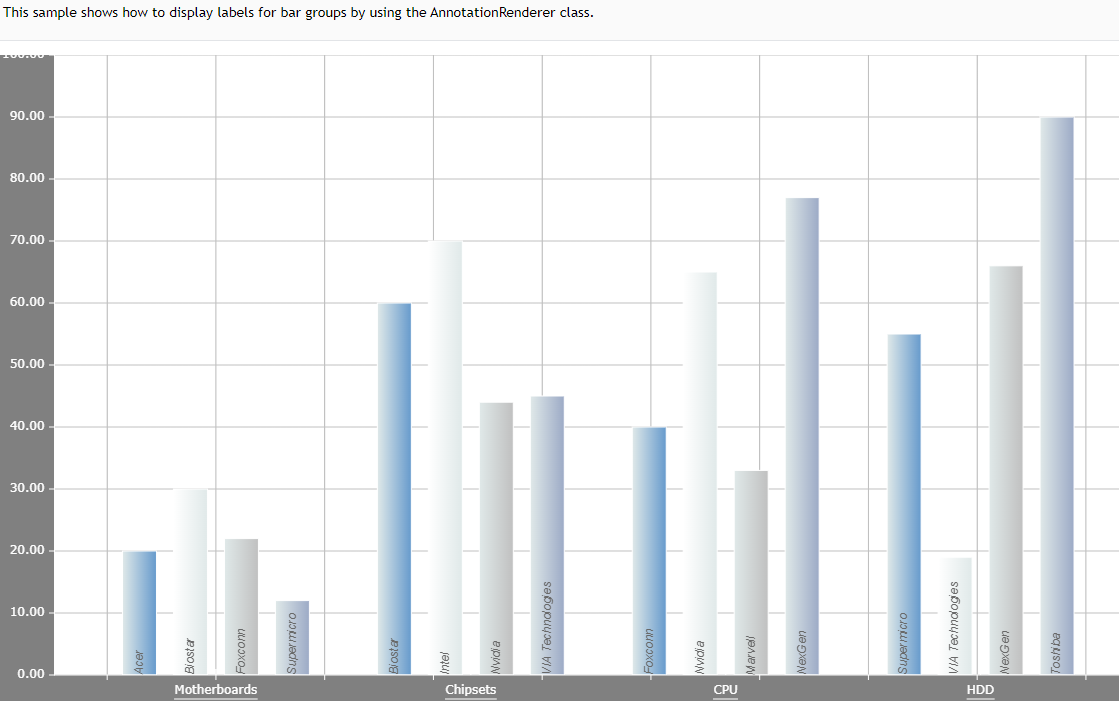 This sample shows how to display labels for bar groups by using the AnnotationRenderer class.
100.00
90.00
80.00
70.00
60.00
50.00
40.00
30.00
20.00
10.00
0.00
Acer
Biostar
Foxconn
Supermicro
Biostar
Intel
Nvidia
VIA Technologies
Foxconn
Nvidia
Marvell
NexGen
Supermicro
VIA Technologies
NexGen
Toshiba
Motherboards
Chipsets
CPU
HDD